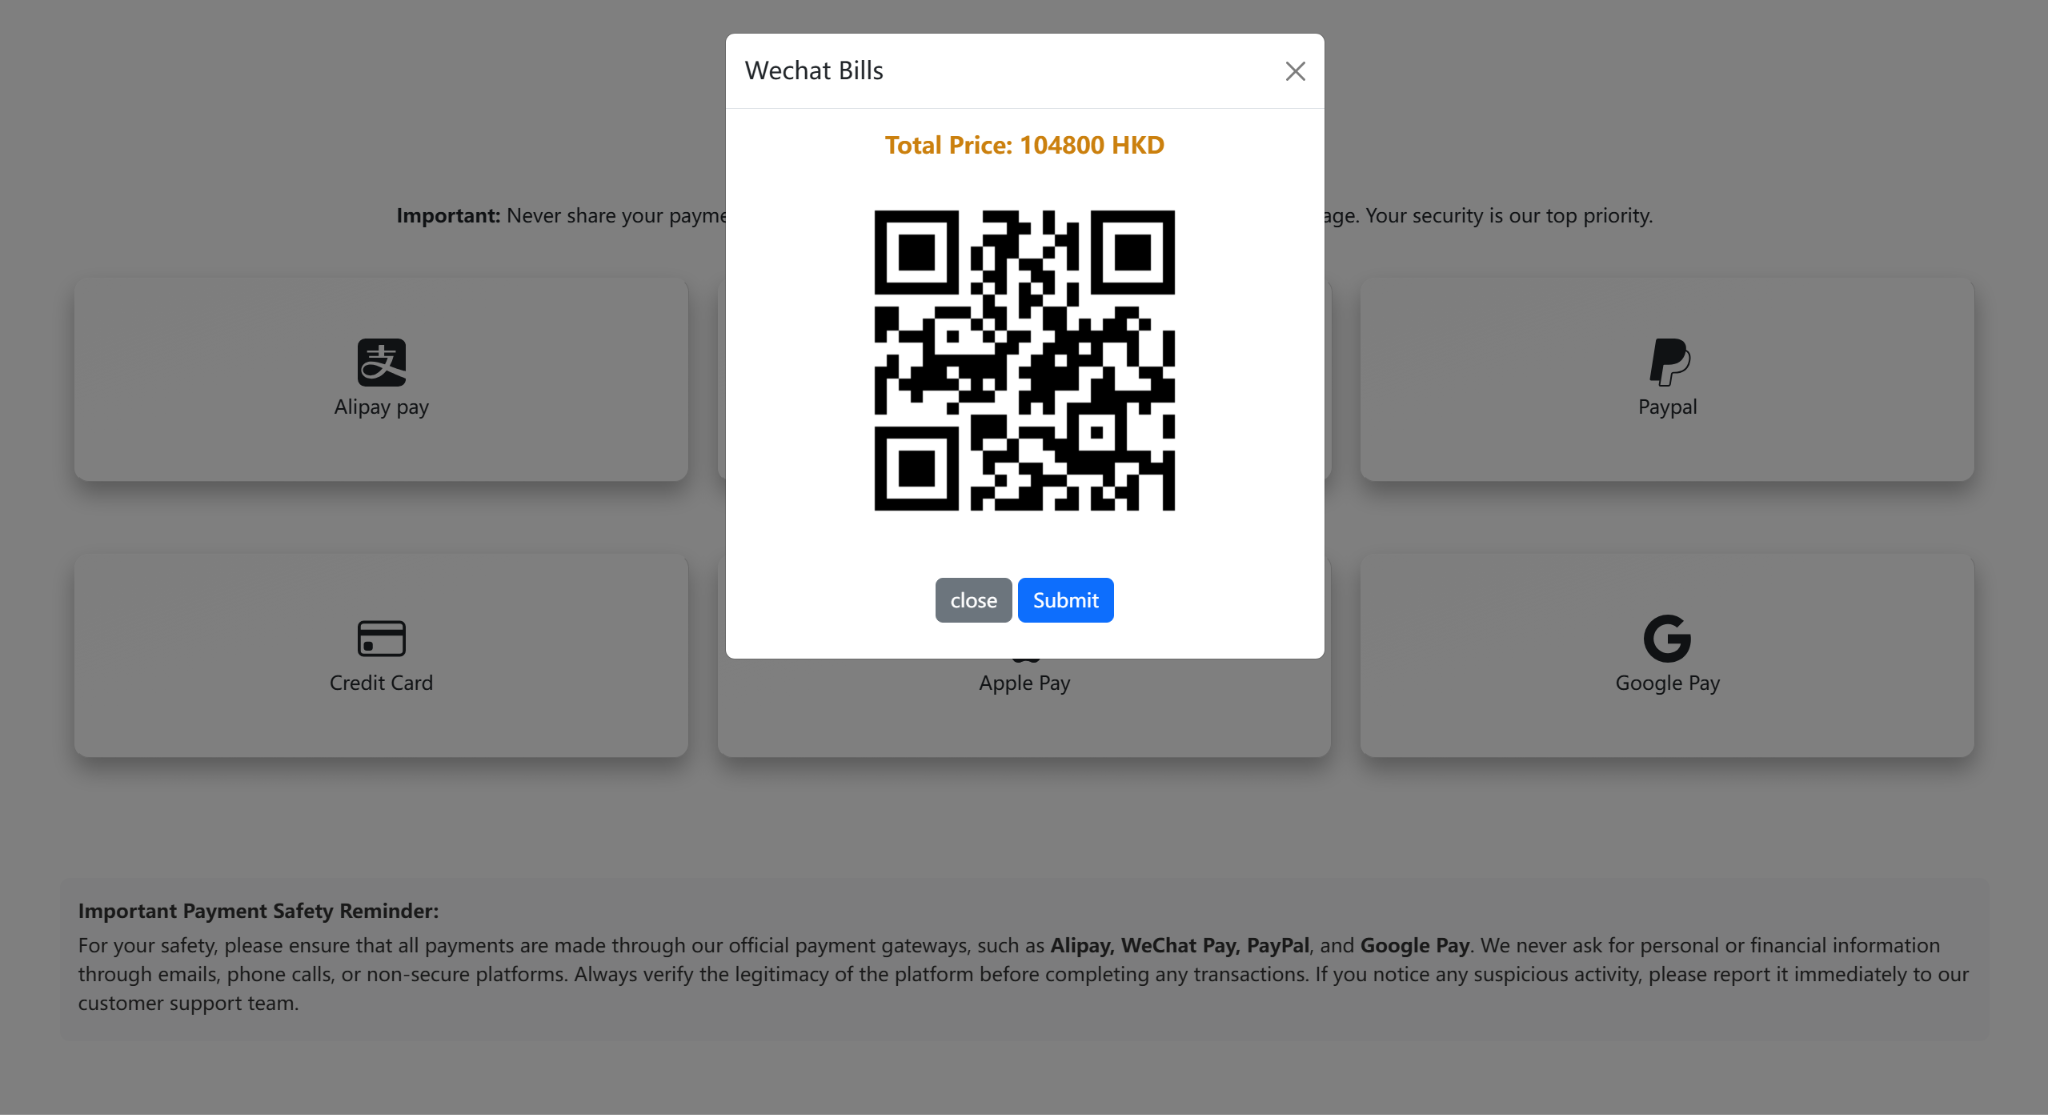 Wechat Bills
Total Price: 104800 HKD
Important: Never share your payme
age. Your security is our top priority.
支
Alipay pay
Paypal
close Submit
Credit Card
Apple Pay
Google Pay
Important Payment Safety Reminder:
For your safety, please ensure that all payments are made through our official payment gateways, such as Alipay, WeChat Pay, PayPal, and Google Pay. We never ask for personal or financial information
through emails, phone calls, or non-secure platforms. Always verify the legitimacy of the platform before completing any transactions. If you notice any suspicious activity, please report it immediately to our
customer support team.